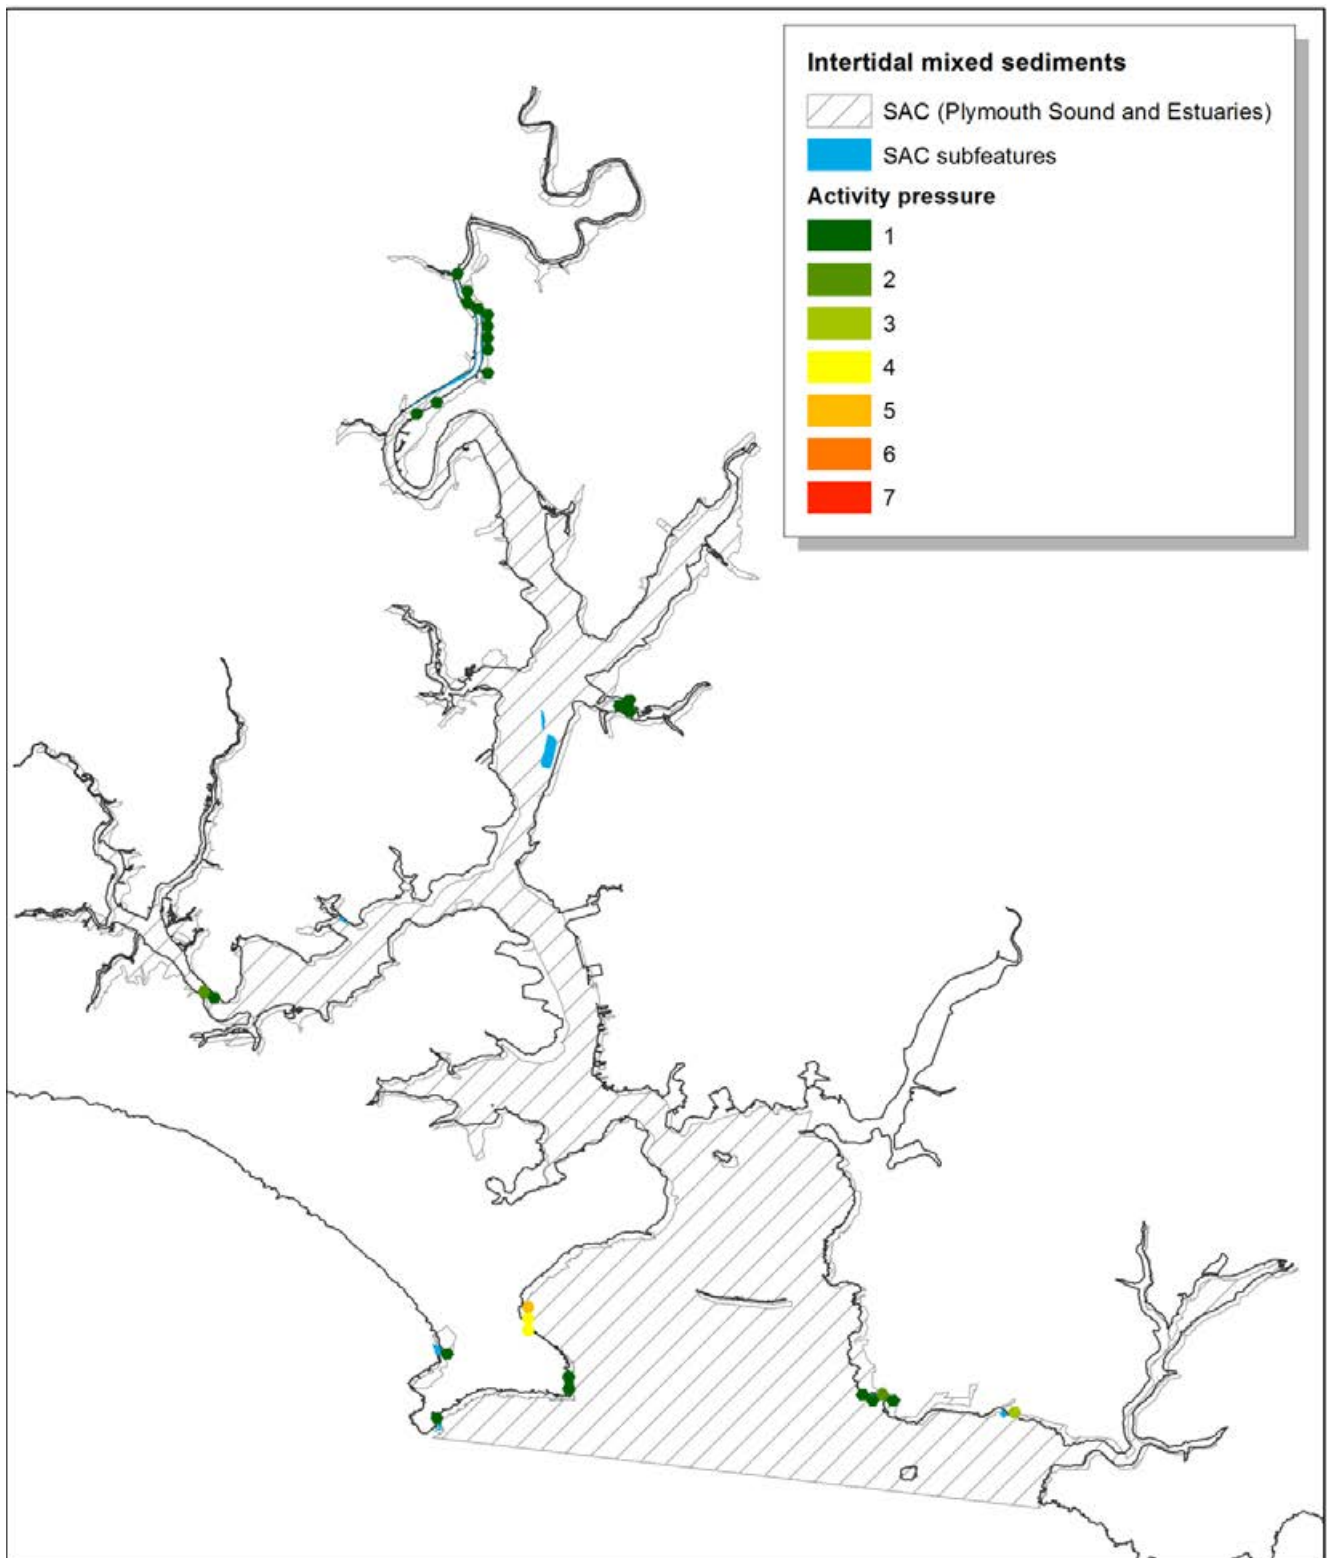 Intertidal mixed sediments
SAC (Plymouth Sound and Estuaries)
SAC subfeatures
Activity pressure
1
2
3
4
5
6
7